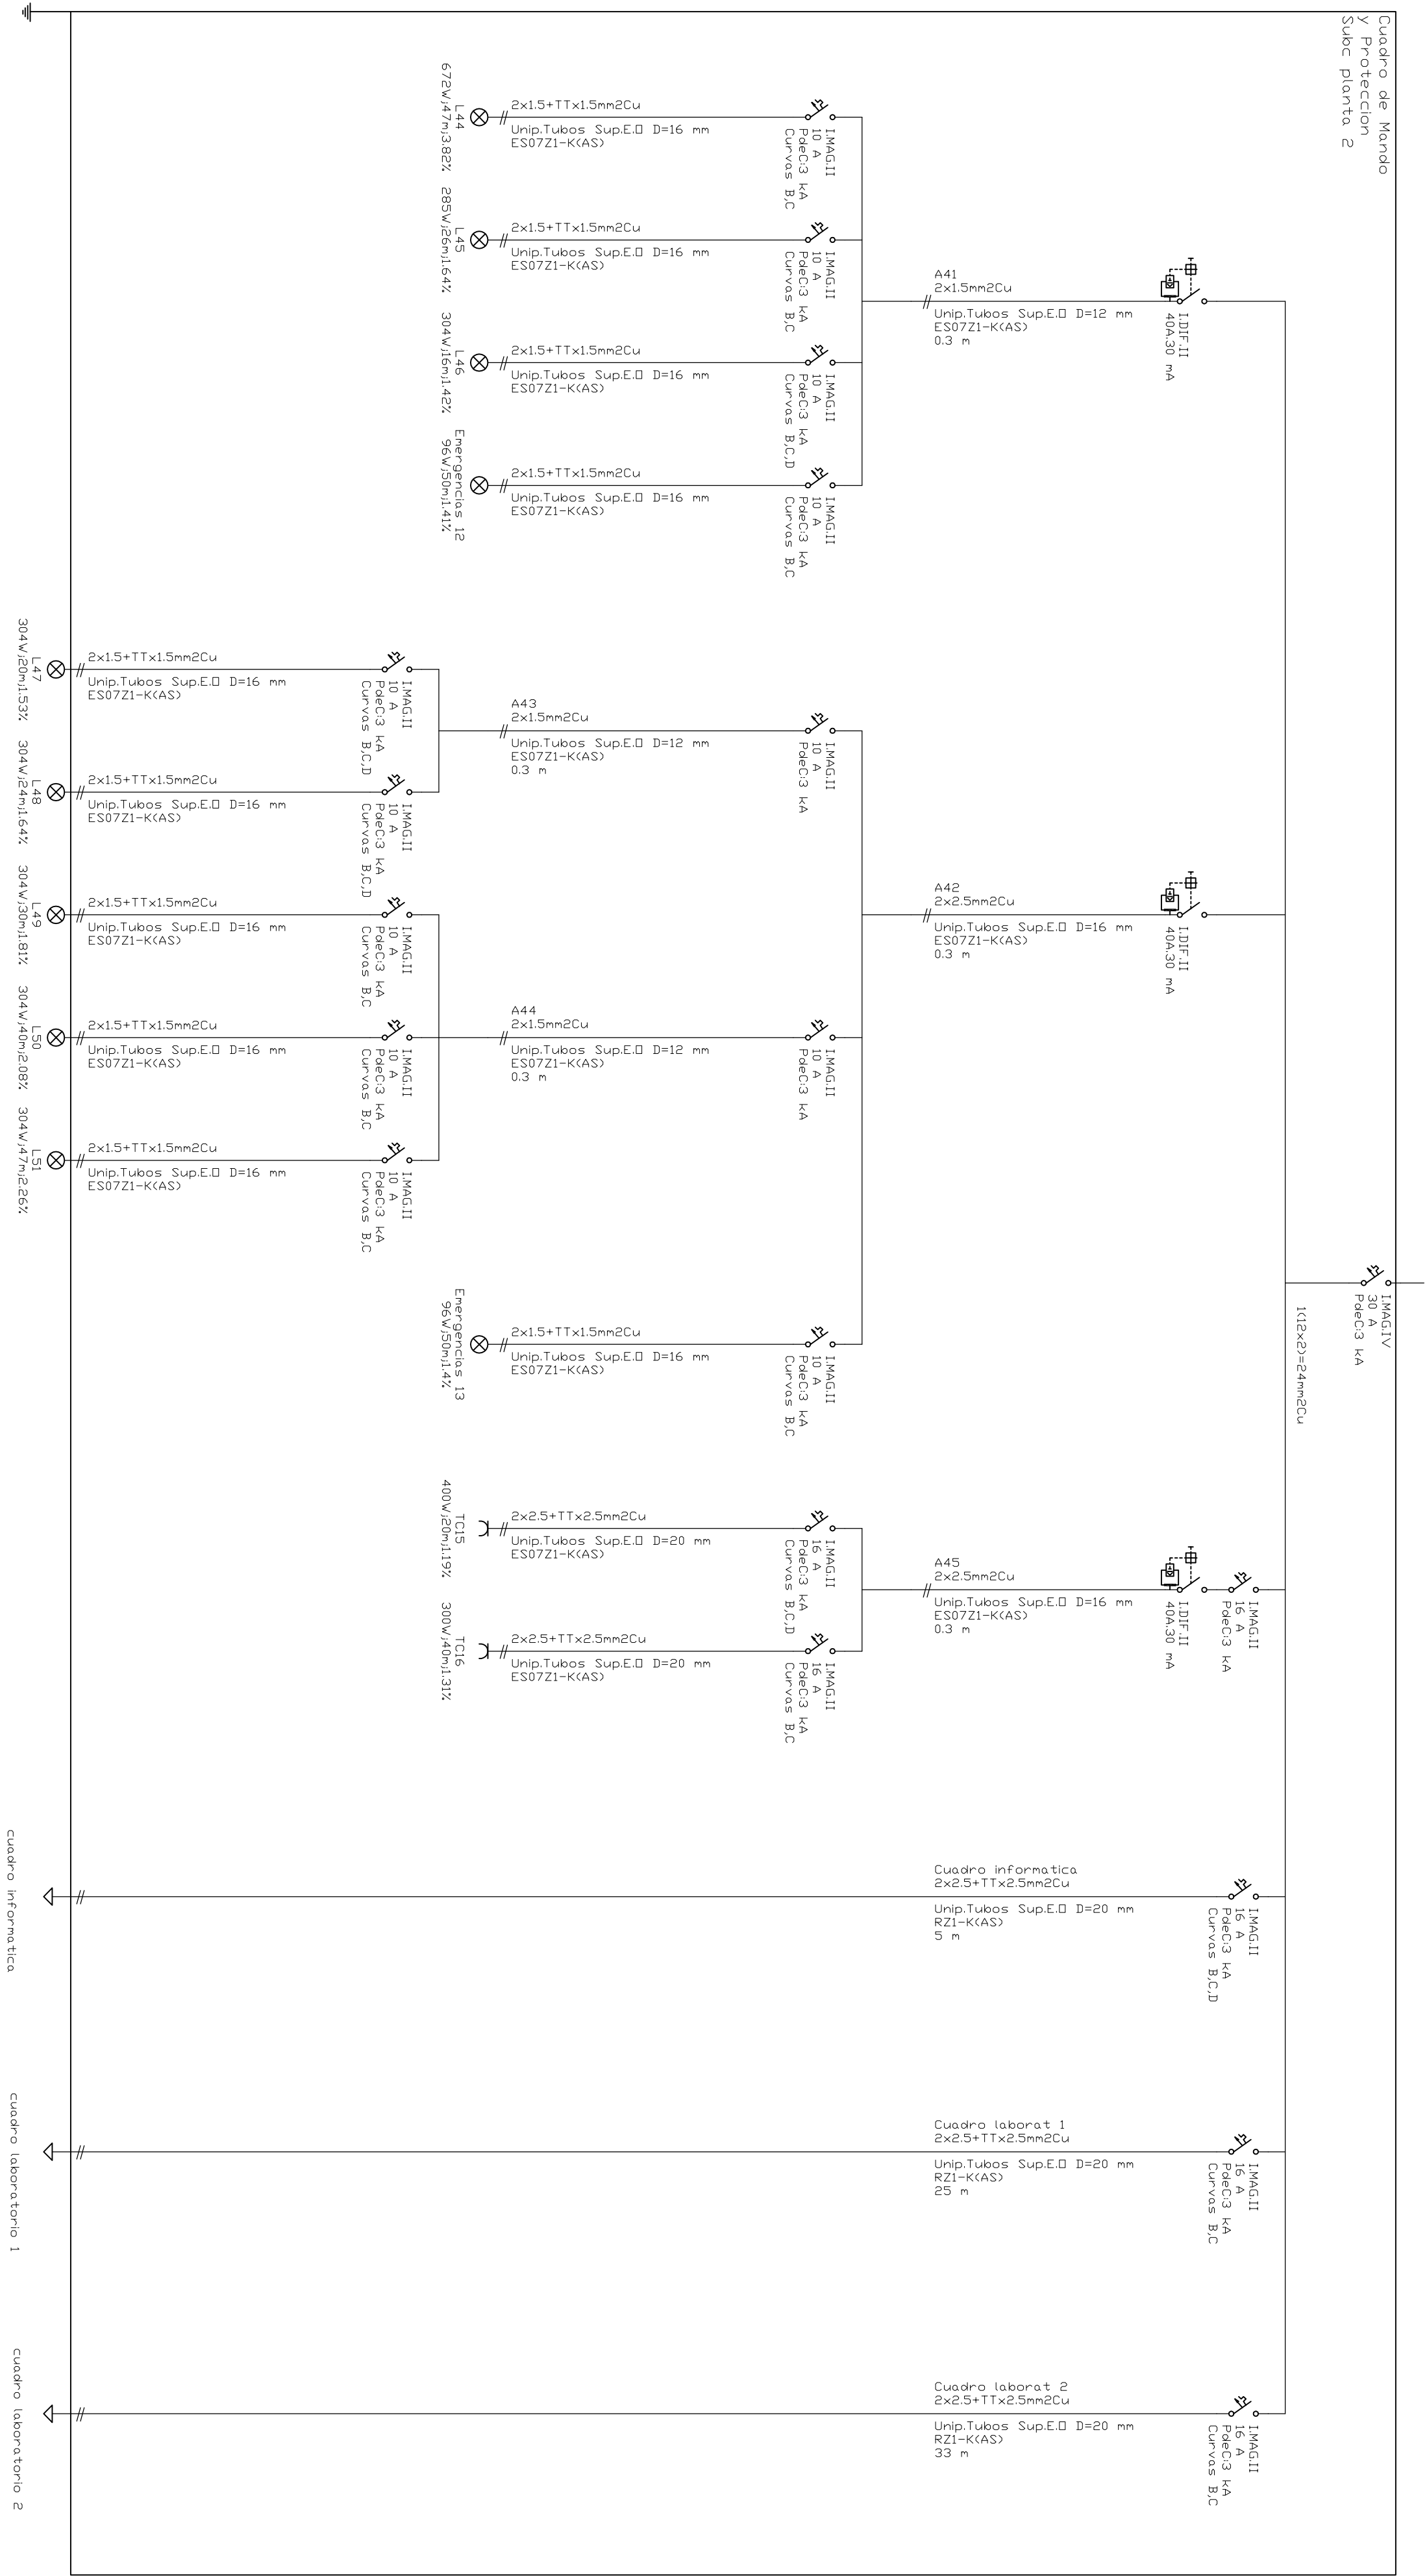 Cuadro de Mando
y Proteccion
Subc planta 2
I.MAG.IV
30 A
PdeC:3 kA
1(12x2)=24mm2Cu
I.DIF.II
40A.30 mA
A41
2x1.5mm2Cu
Unip.Tubos Sup.E.O D=12 mm
ES07Z1-K(AS)
0.3 m
I.MAG.II
10 A
PdeC:3 kA
Curvas B,C
2x1.5+TTx1.5mm2Cu
Unip.Tubos Sup.E.O D=16 mm
ES07Z1-K(AS)
L44
672W;47m;3.82%
I.MAG.II
10 A
PdeC:3 kA
Curvas B,C
2x1.5+TTx1.5mm2Cu
Unip.Tubos Sup.E.O D=16 mm
ES07Z1-K(AS)
L45
285W;26m;1.64%
I.MAG.II
10 A
PdeC:3 kA
Curvas B,C,D
2x1.5+TTx1.5mm2Cu
Unip.Tubos Sup.E.O D=16 mm
ES07Z1-K(AS)
L46
304W;16m;1.42%
I.MAG.II
10 A
PdeC:3 kA
Curvas B,C
2x1.5+TTx1.5mm2Cu
Unip.Tubos Sup.E.O D=16 mm
ES07Z1-K(AS)
Emergencias 12
96W;50m;1.41%
I.DIF.II
40A.30 mA
A42
2x2.5mm2Cu
Unip.Tubos Sup.E.O D=16 mm
ES07Z1-K(AS)
0.3 m
I.MAG.II
10 A
PdeC:3 kA
A43
2x1.5mm2Cu
Unip.Tubos Sup.E.O D=12 mm
ES07Z1-K(AS)
0.3 m
I.MAG.II
10 A
PdeC:3 kA
Curvas B,C,D
2x1.5+TTx1.5mm2Cu
Unip.Tubos Sup.E.O D=16 mm
ES07Z1-K(AS)
L47
304W;20m;1.53%
I.MAG.II
10 A
PdeC:3 kA
Curvas B,C,D
2x1.5+TTx1.5mm2Cu
Unip.Tubos Sup.E.O D=16 mm
ES07Z1-K(AS)
L48
304W;24m;1.64%
I.MAG.II
10 A
PdeC:3 kA
A44
2x1.5mm2Cu
Unip.Tubos Sup.E.O D=12 mm
ES07Z1-K(AS)
0.3 m
I.MAG.II
10 A
PdeC:3 kA
Curvas B,C
2x1.5+TTx1.5mm2Cu
Unip.Tubos Sup.E.O D=16 mm
ES07Z1-K(AS)
L49
304W;30m;1.81%
I.MAG.II
10 A
PdeC:3 kA
Curvas B,C
2x1.5+TTx1.5mm2Cu
Unip.Tubos Sup.E.O D=16 mm
ES07Z1-K(AS)
L50
304W;40m;2.08%
I.MAG.II
10 A
PdeC:3 kA
Curvas B,C
2x1.5+TTx1.5mm2Cu
Unip.Tubos Sup.E.O D=16 mm
ES07Z1-K(AS)
L51
304W;47m;2.26%
I.MAG.II
10 A
PdeC:3 kA
Curvas B,C
2x1.5+TTx1.5mm2Cu
Unip.Tubos Sup.E.O D=16 mm
ES07Z1-K(AS)
Emergencias 13
96W;50m;1.4%
I.MAG.II
16 A
PdeC:3 kA
I.DIF.II
40A.30 mA
A45
2x2.5mm2Cu
Unip.Tubos Sup.E.O D=16 mm
ES07Z1-K(AS)
0.3 m
I.MAG.II
16 A
PdeC:3 kA
Curvas B,C,D
2x2.5+TTx2.5mm2Cu
Unip.Tubos Sup.E.O D=20 mm
ES07Z1-K(AS)
TC15
400W;20m;1.19%
I.MAG.II
16 A
PdeC:3 kA
Curvas B,C
2x2.5+TTx2.5mm2Cu
Unip.Tubos Sup.E.O D=20 mm
ES07Z1-K(AS)
TC16
300W;40m;1.31%
I.MAG.II
16 A
PdeC:3 kA
Curvas B,C,D
Cuadro informatica
2x2.5+TTx2.5mm2Cu
Unip.Tubos Sup.E.O D=20 mm
RZ1-K(AS)
5 m
cuadro informatica
I.MAG.II
16 A
PdeC:3 kA
Curvas B,C
Cuadro laborat 1
2x2.5+TTx2.5mm2Cu
Unip.Tubos Sup.E.O D=20 mm
RZ1-K(AS)
25 m
cuadro laboratorio 1
I.MAG.II
16 A
PdeC:3 kA
Curvas B,C
Cuadro laborat 2
2x2.5+TTx2.5mm2Cu
Unip.Tubos Sup.E.O D=20 mm
RZ1-K(AS)
33 m
cuadro laboratorio 2